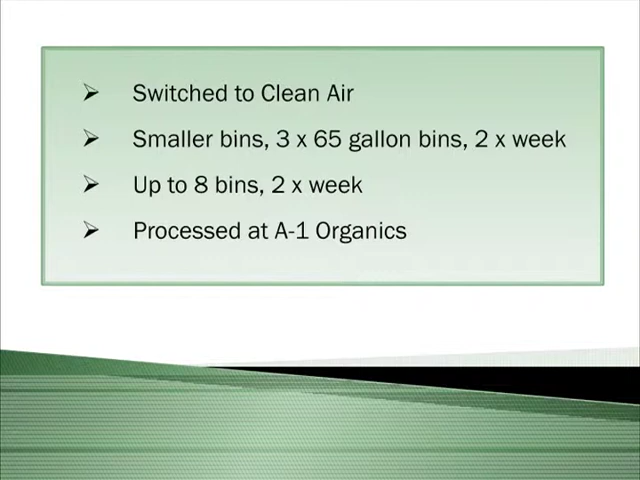 Switched to Clean Air
Smaller bins, 3 x 65 gallon bins, 2 x week
Up to 8 bins, 2 x week
Processed at A-1 Organics